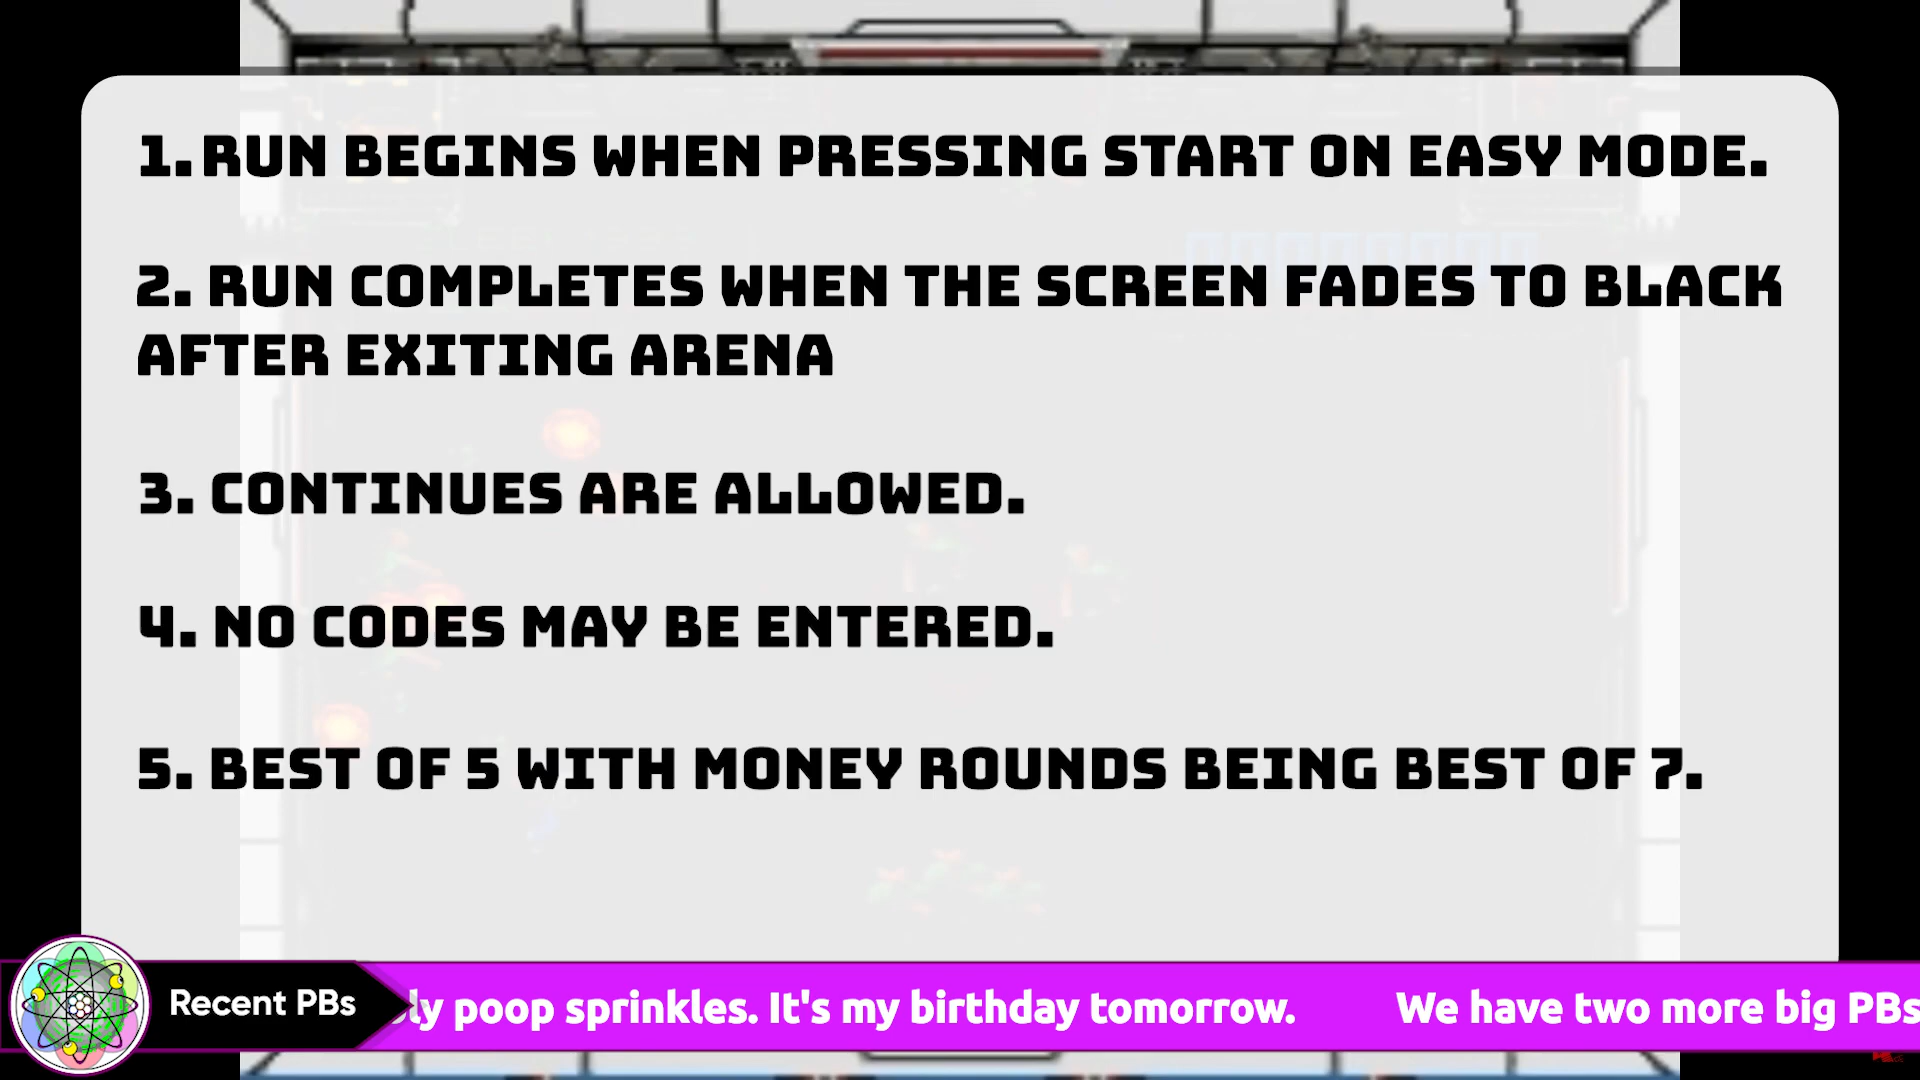 1. RUN BEGINS WHEN PRESSING START ON EASY MODE.
2. RUN COMPLETES WHEN THE SCREEN FADES TO BLACK
AFTER EXITING ARENA
3. CONTINUES ARE ALLOWED.
4. NO CODES MAY BE ENTERED.
5. BEST OF 5 WITH MONEY ROUNDS BEING BEST OF 7.
Recent PBs
ly poop sprinkles. It's my birthday tomorrow. We have two more big PBs